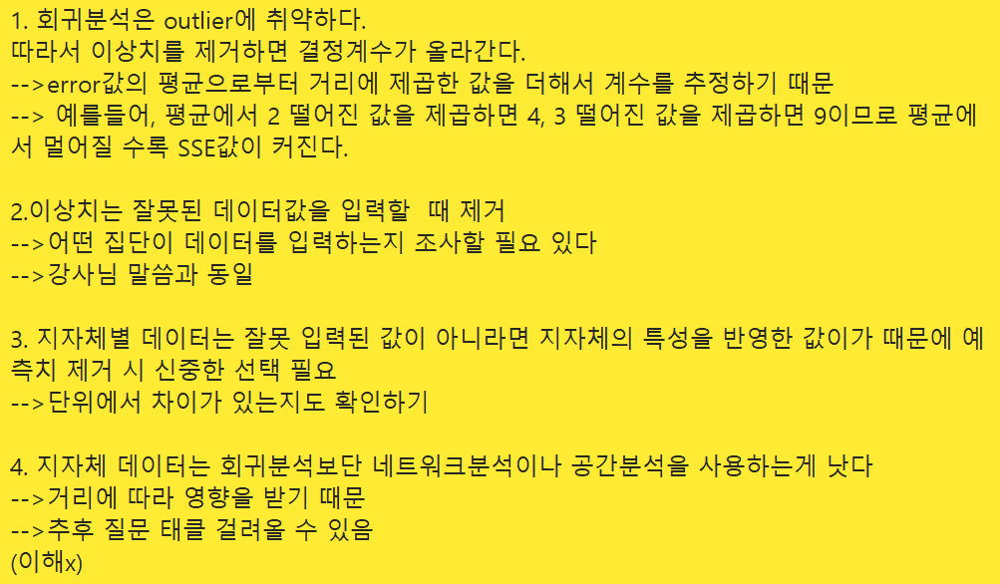 1. 회귀분석은 outlier에 취약하다.
따라서 이상치를 제거하면 결정계수가 올라간다.
-->error값의 평균으로부터 거리에 제곱한 값을 더해서 계수를 추정하기 때문
--> 예를들어, 평균에서 2 떨어진 값을 제곱하면 4, 3 떨어진 값을 제곱하면 9이므로 평균에
서 멀어질 수록 SSE값이 커진다.
2.이상치는 잘못된 데이터값을 입력할  때 제거
-->어떤 집단이 데이터를 입력하는지 조사할 필요 있다
-->강사님 말씀과 동일
3. 지자체별 데이터는 잘못 입력된 값이 아니라면 지자체의 특성을 반영한 값이가 때문에 예
측치 제거 시 신중한 선택 필요
-->단위에서 차이가 있는지도 확인하기
4. 지자체 데이터는 회귀분석보단 네트워크분석이나 공간분석을 사용하는게 낫다
-->거리에 따라 영향을 받기 때문
-->추후 질문 태클 걸려올 수 있음
(이해x)